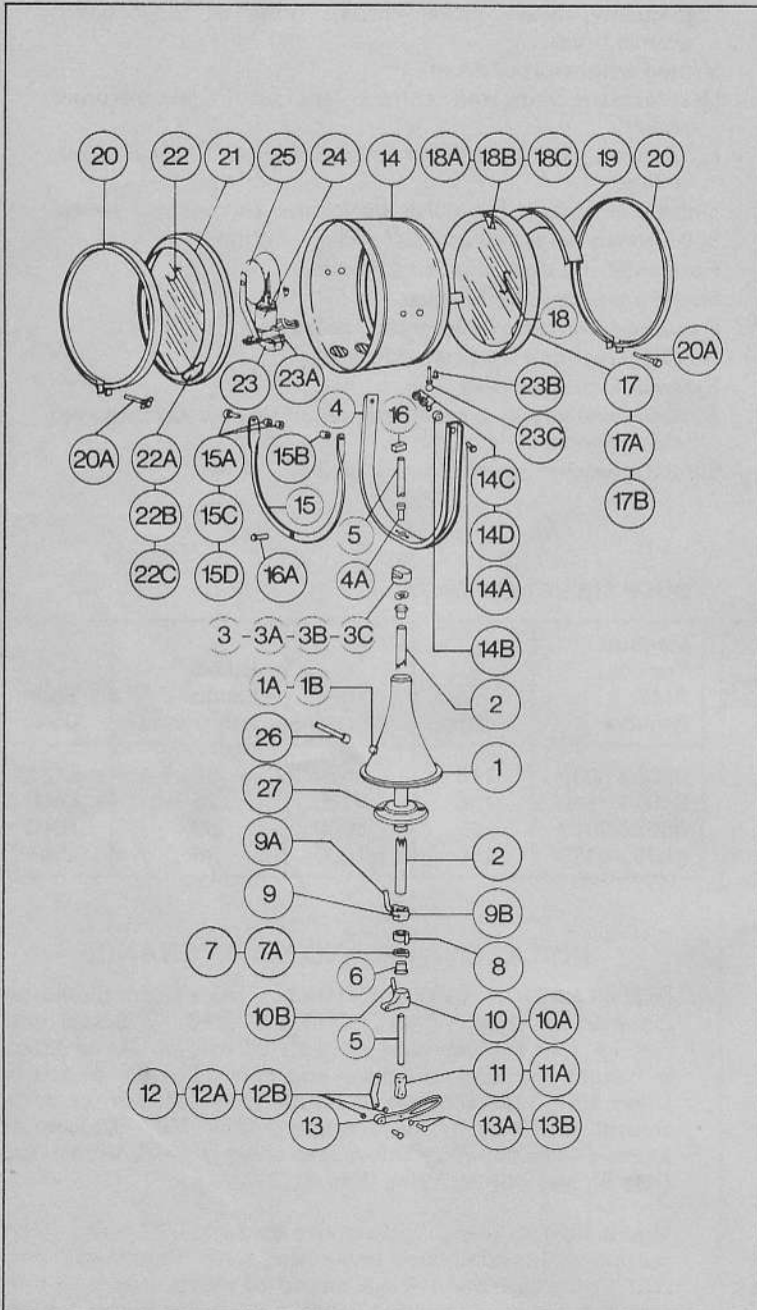 20 22 21 25 24 14 18A 18B 18C 19 20
18
20A
23 23A 23B 17
4 16
20A 22A 15A 15B 23C 17A
14C
22B 15C 15 5 14D 17B
22C 15D 16A 4A 14A
3 - 3A - 3B - 3C 14B
1A - 1B 2
26
1
27
9A 2
9 9B
7 7A 8
6
10B 10 10A
5
12 12A 12B 11 11A
13 13A 13B